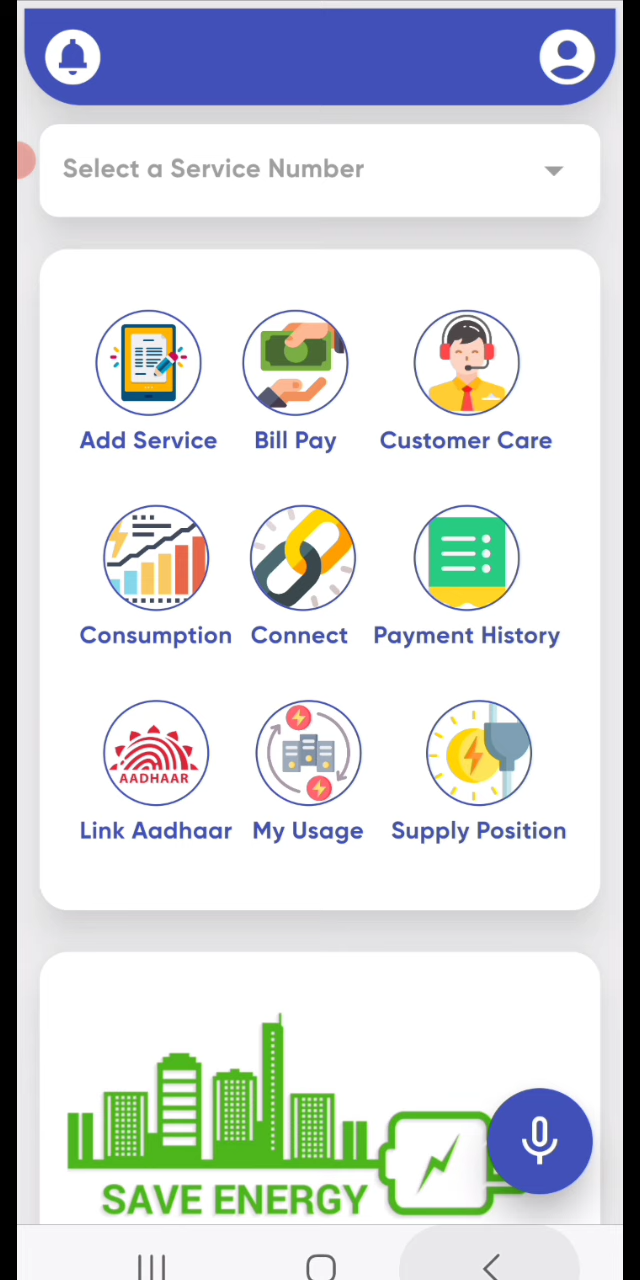 Select a Service Number
Add Service
Bill Pay
Customer Care
Consumption
Connect
Payment History
AADHAAR
Link Aadhaar
My Usage
Supply Position
SAVE ENERGY